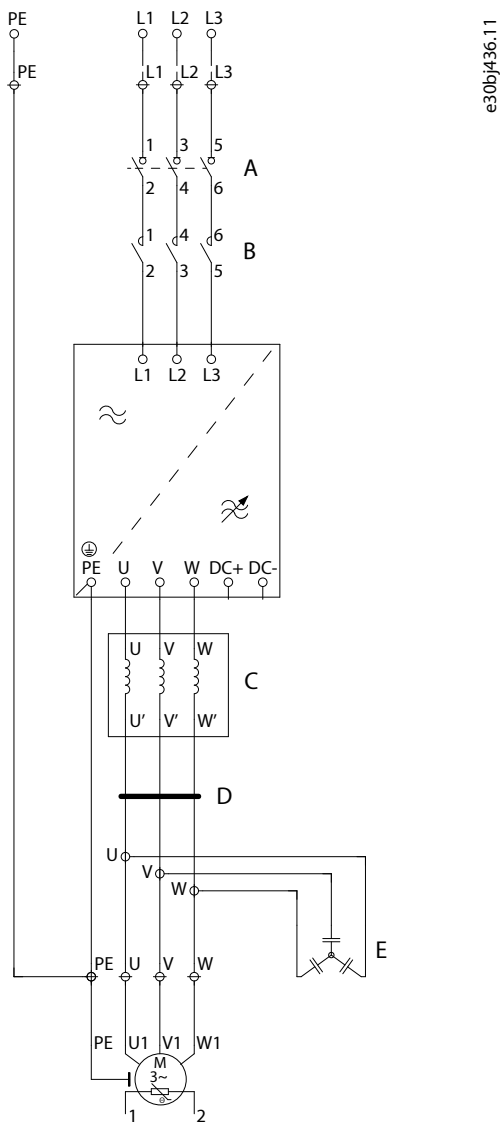 PE L1 L2 L3
e30bj436.11
PE L1 L2 L3
1 3 5
A
2 4 6
1 4 6
B
2 3 5
L1 L2 L3
PE U V W DC+ DC-
U V W
C
U’ V’ W’
D
U
V
W
E
PE U V W
PE U1 V1 W1
M
3~
1 2